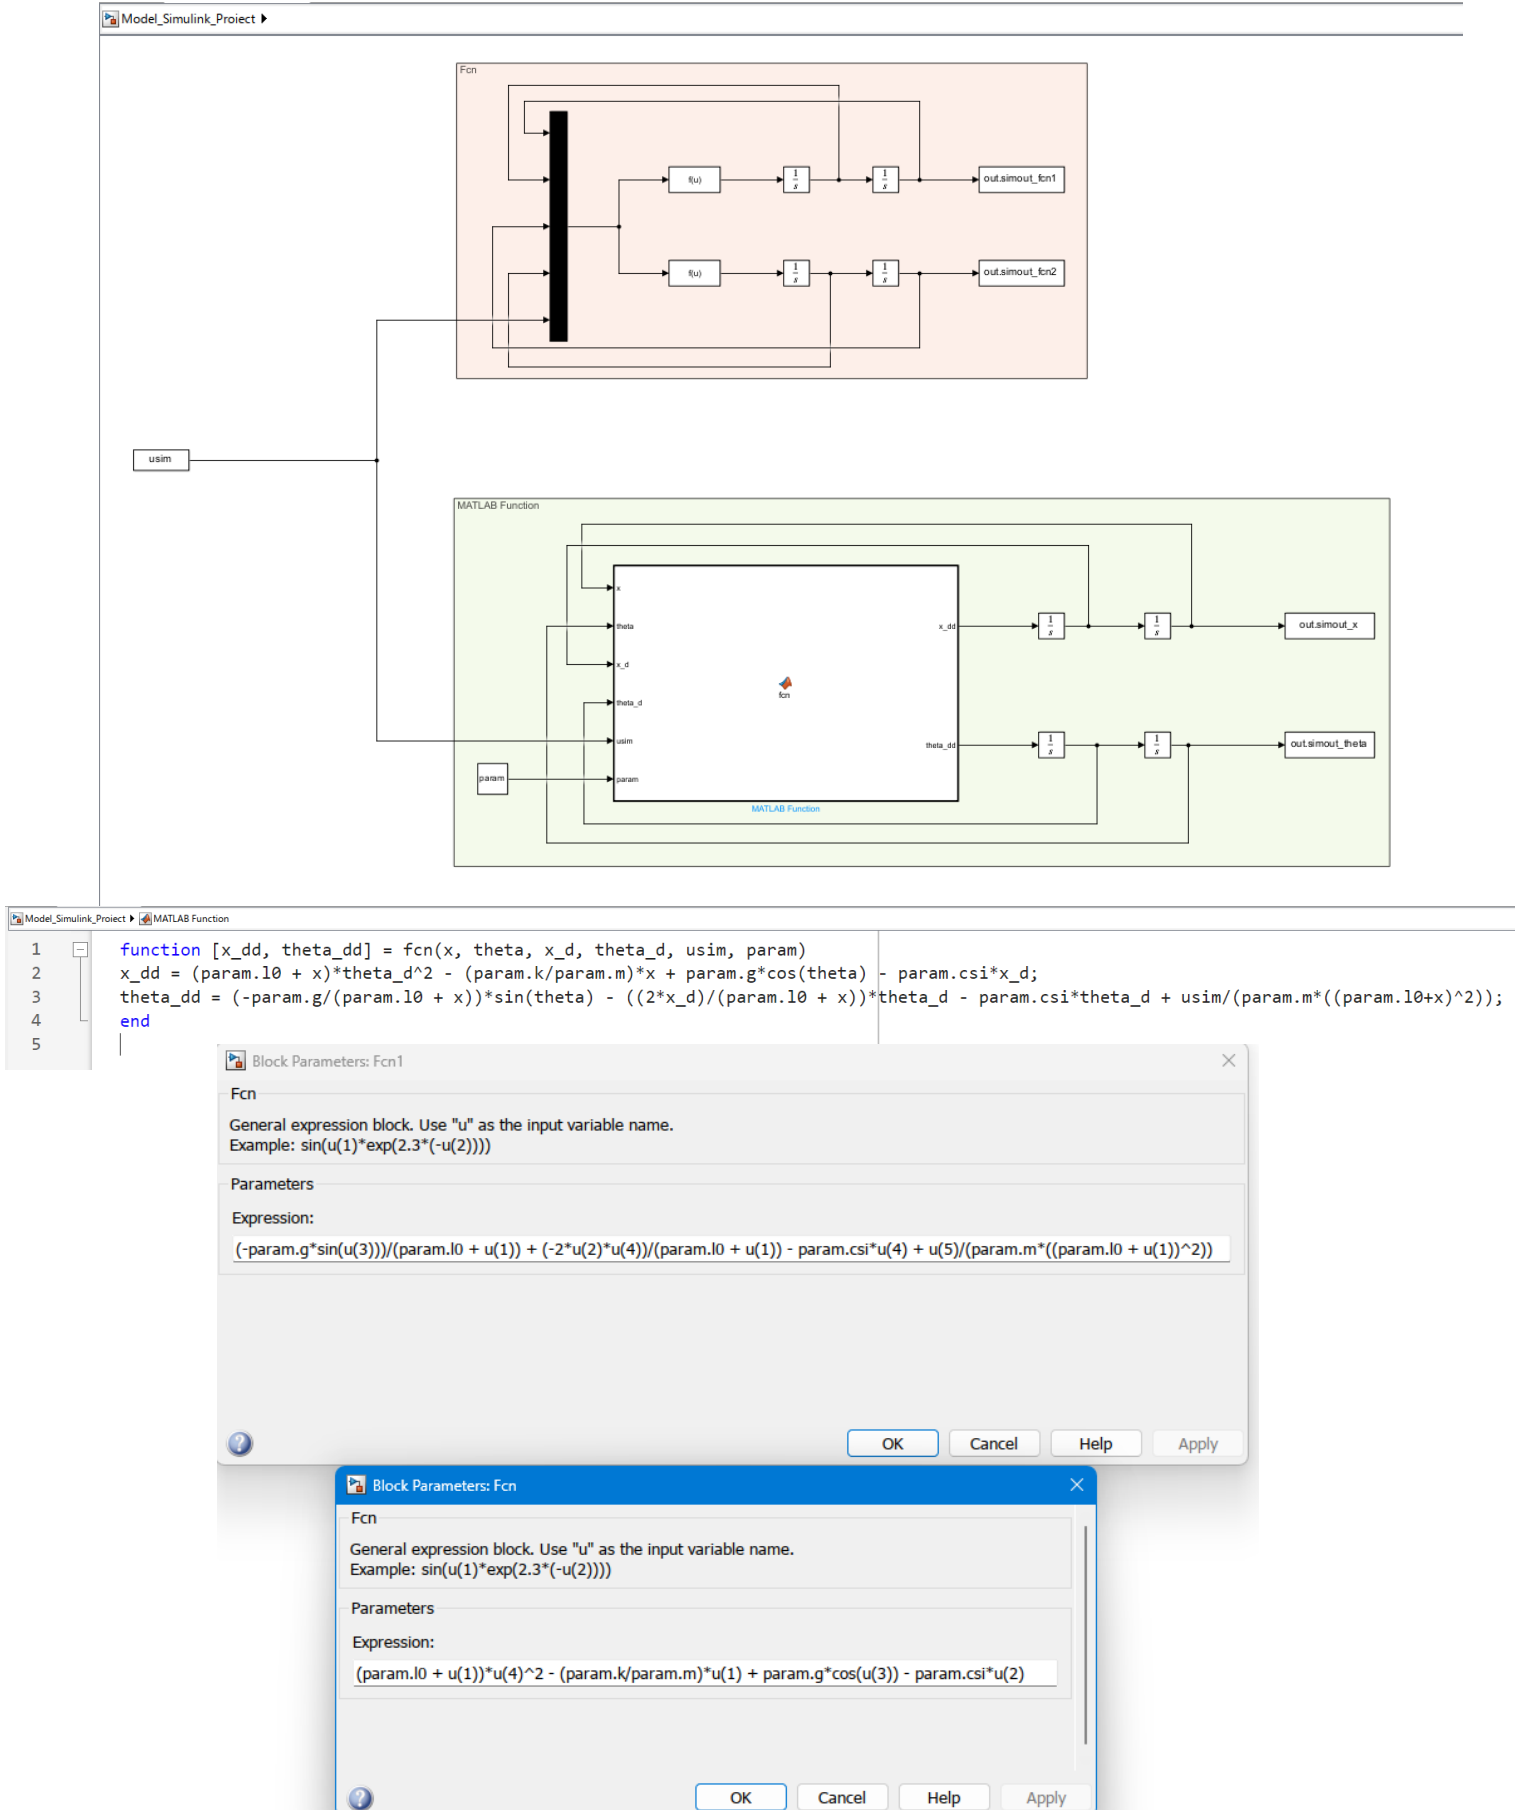 Model_Simulink_Proiect
Fcn
f(u)
1
s
1
s
out.simout_fcn1
f(u)
1
s
1
s
out.simout_fcn2
usim
MATLAB Function
x
theta
x_d
theta_d
usim
param
param
fcn
x_dd
theta_dd
MATLAB Function
1
s
1
s
out.simout_x
1
s
1
s
out.simout_theta
Model_Simulink_Proiect MATLAB Function
1 function [x_dd, theta_dd] = fcn(x, theta, x_d, theta_d, usim, param)
2 x_dd = (param.l0 + x)*theta_d^2 - (param.k/param.m)*x + param.g*cos(theta) - param.csi*x_d;
3 theta_dd = (-param.g/(param.l0 + x))*sin(theta) - ((2*x_d)/(param.l0 + x))*theta_d - param.csi*theta_d + usim/(param.m*((param.l0+x)^2));
4 end
5
Block Parameters: Fcn1
Fcn
General expression block. Use "u" as the input variable name.
Example: sin(u(1)*exp(2.3*(-u(2))))
Parameters
Expression:
(-param.g*sin(u(3)))/(param.l0 + u(1)) + (-2*u(2)*u(4))/(param.l0 + u(1)) - param.csi*u(4) + u(5)/(param.m*((param.l0 + u(1))^2))
? OK Cancel Help Apply
Block Parameters: Fcn
Fcn
General expression block. Use "u" as the input variable name.
Example: sin(u(1)*exp(2.3*(-u(2))))
Parameters
Expression:
(param.l0 + u(1))*u(4)^2 - (param.k/param.m)*u(1) + param.g*cos(u(3)) - param.csi*u(2)
? OK Cancel Help Apply